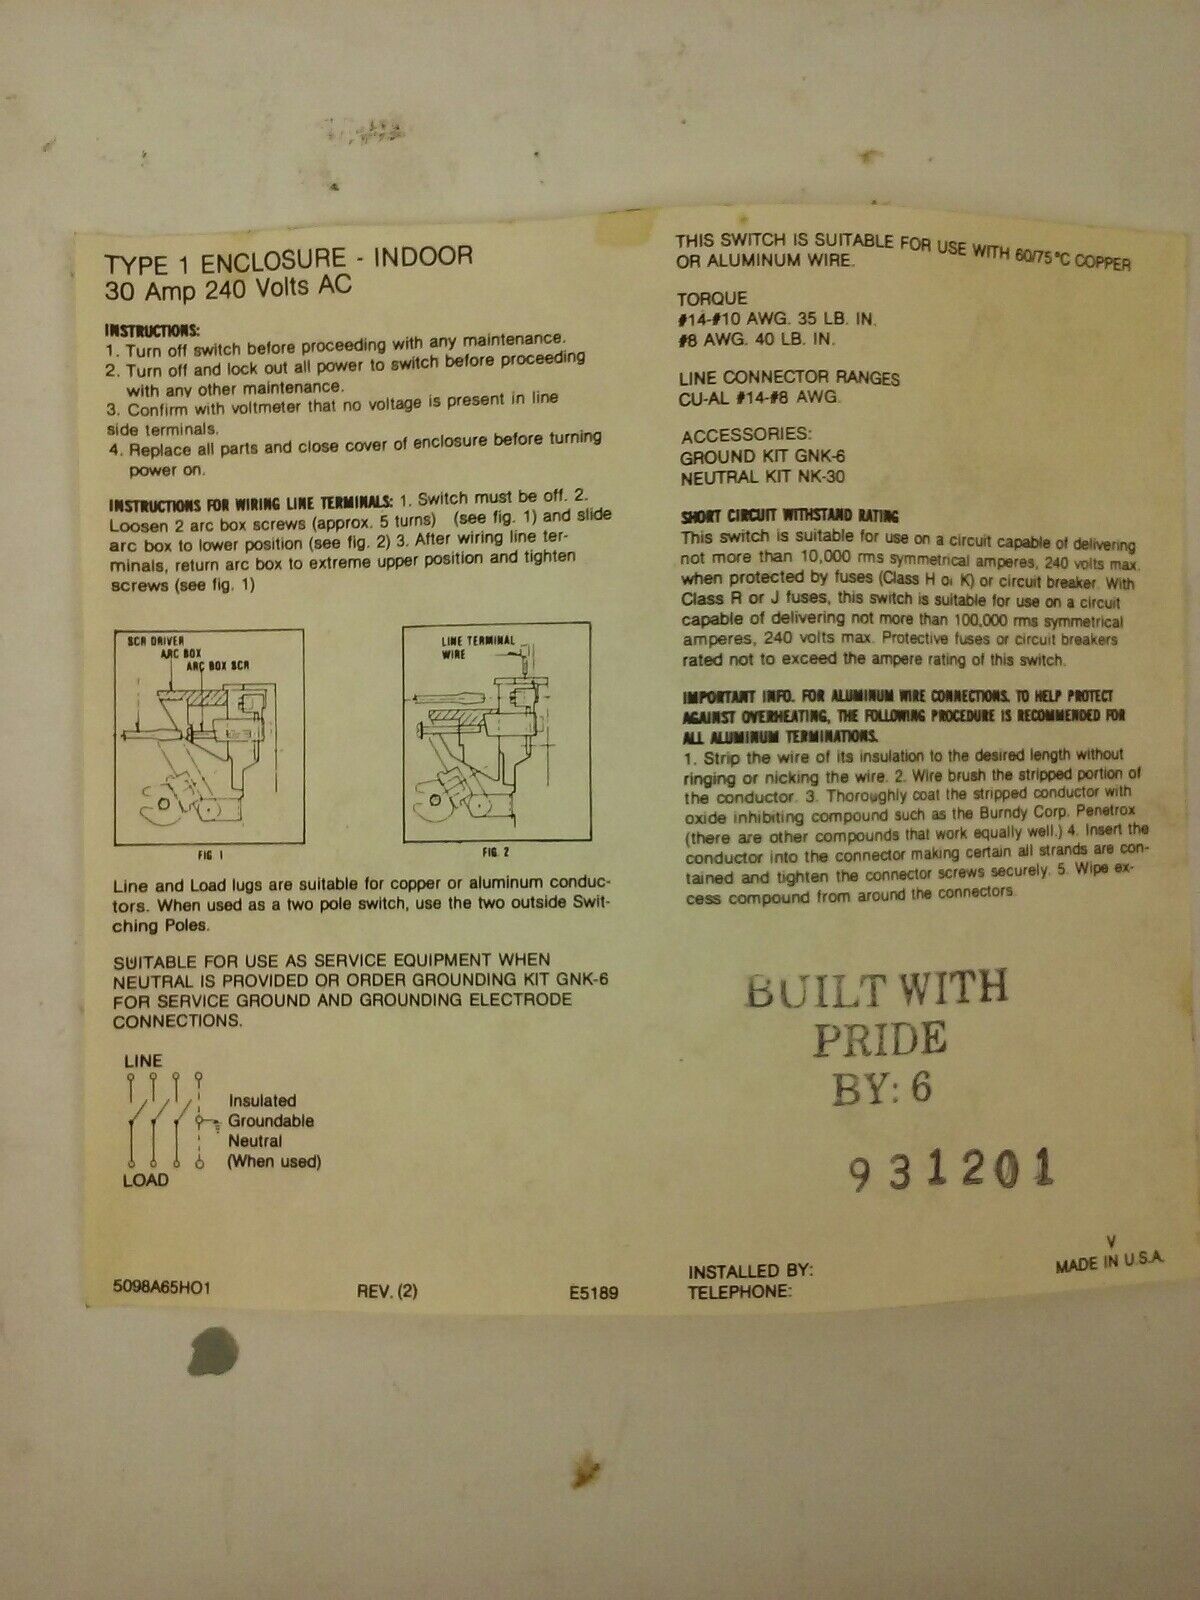 TYPE 1 ENCLOSURE - INDOOR
30 Amp 240 Volts AC
INSTRUCTIONS:
1. Turn off switch before proceeding with any maintenance.
2. Turn off and lock out all power to switch before proceeding
with any other maintenance.
3. Confirm with voltmeter that no voltage is present in line
side terminals.
4. Replace all parts and close cover of enclosure before turning
power on.
INSTRUCTIONS FOR WIRING LINE TERMINALS: 1. Switch must be off. 2.
Loosen 2 arc box screws (approx. 5 turns) (see fig. 1) and slide
arc box to lower position (see fig. 2) 3. After wiring line ter-
minals, return arc box to extreme upper position and tighten
screws (see fig. 1)
SCR DRIVER
ARC BOX
ARC BOX SCR
FIG 1
LINE TERMINAL
WIRE
FIG. 2
Line and Load lugs are suitable for copper or aluminum conduc-
tors. When used as a two pole switch, use the two outside Swit-
ching Poles.
SUITABLE FOR USE AS SERVICE EQUIPMENT WHEN
NEUTRAL IS PROVIDED OR ORDER GROUNDING KIT GNK-6
FOR SERVICE GROUND AND GROUNDING ELECTRODE
CONNECTIONS.
LINE
Insulated
Groundable
Neutral
(When used)
LOAD
5098A65HO1 REV. (2) E5189
THIS SWITCH IS SUITABLE FOR USE WITH 60/75°C COPPER
OR ALUMINUM WIRE.
TORQUE
#14-#10 AWG. 35 LB. IN.
#8 AWG. 40 LB. IN.
LINE CONNECTOR RANGES
CU-AL #14-#8 AWG.
ACCESSORIES:
GROUND KIT GNK-6
NEUTRAL KIT NK-30
SHORT CIRCUIT WITHSTAND RATING
This switch is suitable for use on a circuit capable of delivering
not more than 10,000 rms symmetrical amperes, 240 volts max.
when protected by fuses (Class H or K) or circuit breaker. With
Class R or J fuses, this switch is suitable for use on a circuit
capable of delivering not more than 100,000 rms symmetrical
amperes, 240 volts max. Protective fuses or circuit breakers
rated not to exceed the ampere rating of this switch.
IMPORTANT INFO. FOR ALUMINUM WIRE CONNECTIONS. TO HELP PROTECT
AGAINST OVERHEATING, THE FOLLOWING PROCEDURE IS RECOMMENDED FOR
ALL ALUMINUM TERMINATIONS.
1. Strip the wire of its insulation to the desired length without
ringing or nicking the wire. 2. Wire brush the stripped portion of
the conductor. 3. Thoroughly coat the stripped conductor with
oxide inhibiting compound such as the Burndy Corp. Penetrox
(there are other compounds that work equally well.) 4. Insert the
conductor into the connector making certain all strands are con-
tained and tighten the connector screws securely. 5. Wipe ex-
cess compound from around the connectors.
BUILT WITH
PRIDE
BY: 6
931201
V
MADE IN U.S.A.
INSTALLED BY:
TELEPHONE: